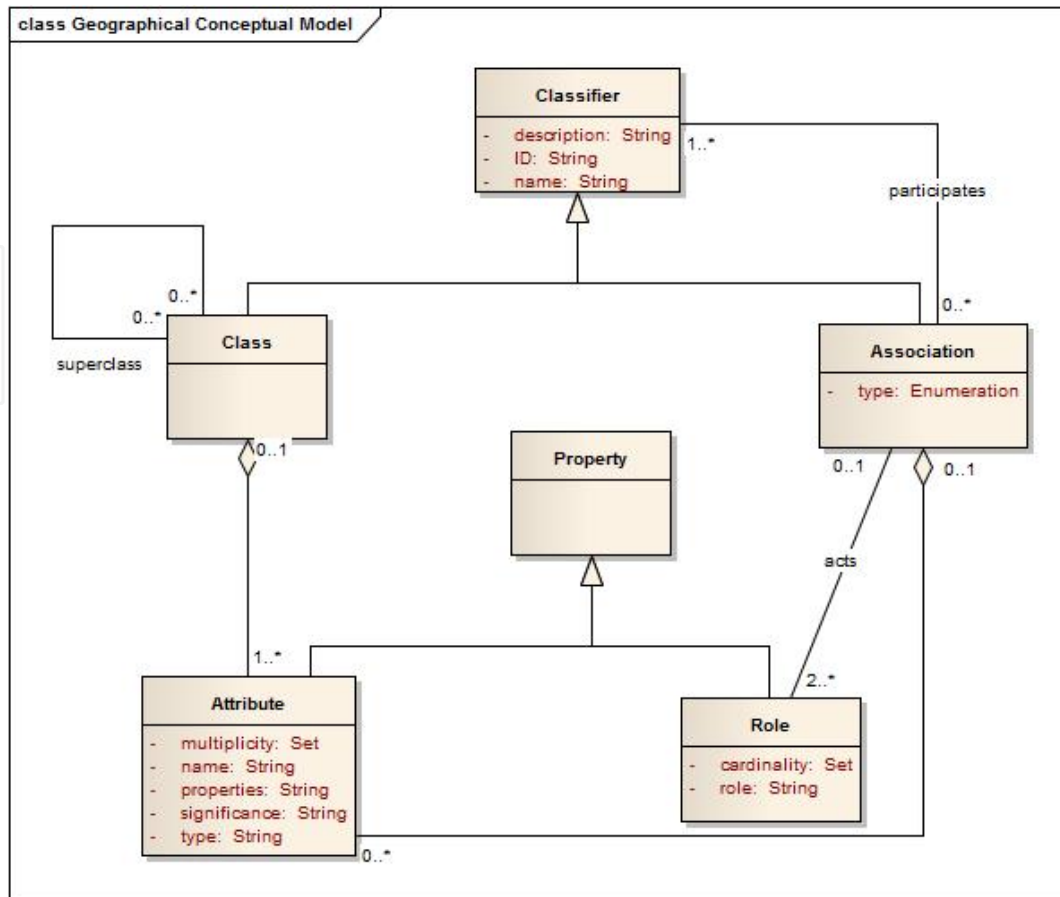 class Geographical Conceptual Model
Classifier
- description: String
- ID: String
- name: String
1..*
participates
0..*
0..*
0..*
superclass
Class
0..1
Association
- type: Enumeration
0..1
0..1
Property
acts
1..*
2..*
Attribute
- multiplicity: Set
- name: String
- properties: String
- significance: String
- type: String
0..*
Role
- cardinality: Set
- role: String